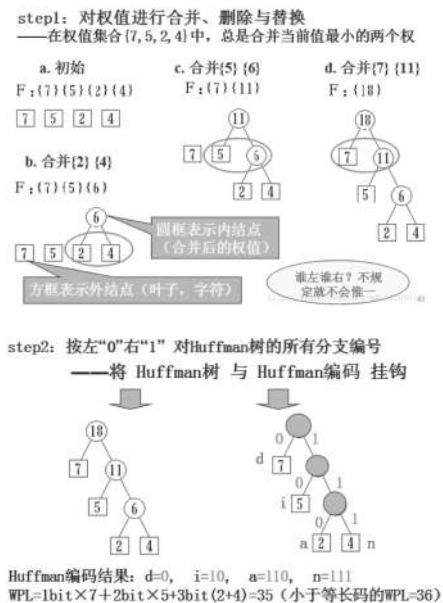 step1: 对权值进行合并、删除与替换
——在权值集合{7,5,2,4}中，总是合并当前值最小的两个权
a. 初始
F:{7}{5}{2}{4}
7 5 2 4
b. 合并{2}{4}
F:{7}{5}{6}
6
7 5 2 4
c. 合并{5}{6}
F:{7}{11}
11
7 5 6
2 4
d. 合并{7}{11}
F:{18}
18
7 11
5 6
2 4
圆框表示内结点
（合并后的权值）
方框表示外结点（叶子，字符）
谁左谁右？不规
定就不会惟一
step2: 按左“0”右“1” 对Huffman树的所有分支编号
——将 Huffman树 与 Huffman编码 挂钩
18
7 11
5 6
2 4
0 1
d 7
0 1
i 5
0 1
a 2 4 n
Huffman编码结果: d=0, i=10, a=110, n=111
WPL=1bit×7+2bit×5+3bit(2+4)=35（小于等长码的WPL=36）